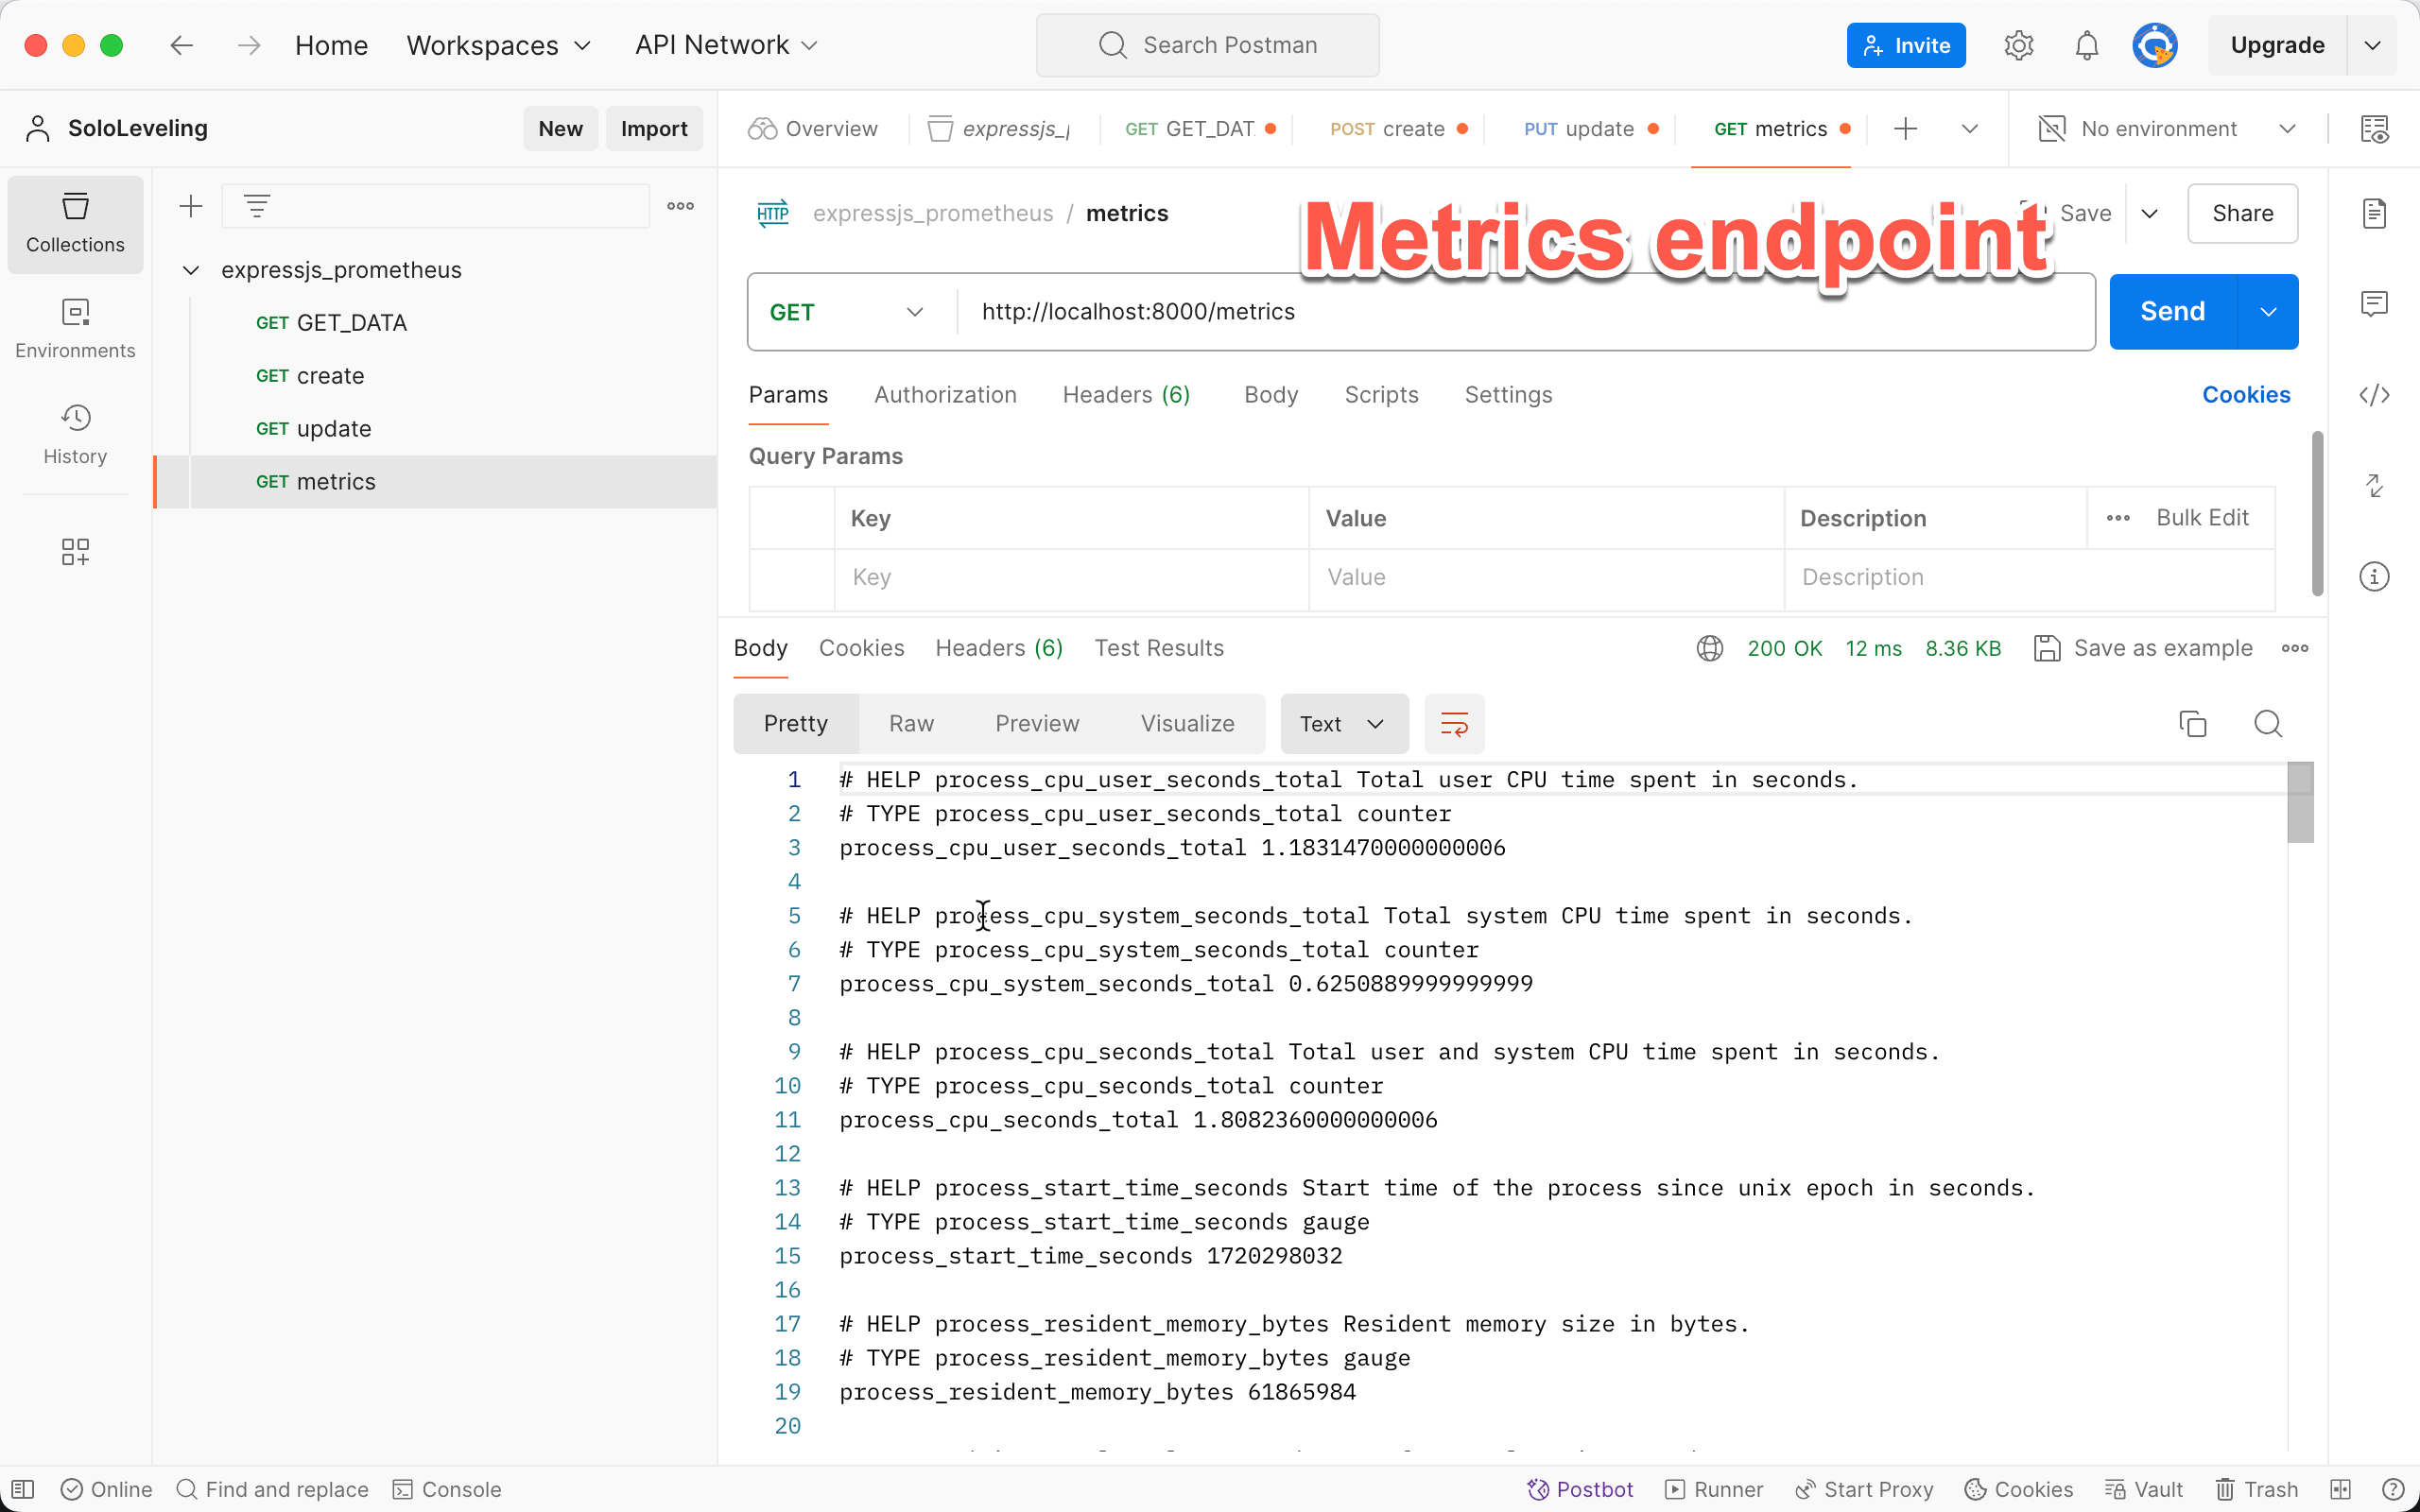 Home Workspaces API Network Search Postman Invite Upgrade
SoloLeveling New Import
Overview expressjs_ GET GET_DAT POST create PUT update GET metrics No environment
Collections
Environments
History
expressjs_prometheus
GET GET_DATA
GET create
GET update
GET metrics
HTTP expressjs_prometheus / metrics Save Share
Metrics endpoint
GET http://localhost:8000/metrics Send
Params Authorization Headers (6) Body Scripts Settings Cookies
Query Params
Key Value Description Bulk Edit
Key Value Description
Body Cookies Headers (6) Test Results 200 OK 12 ms 8.36 KB Save as example
Pretty Raw Preview Visualize Text
1 # HELP process_cpu_user_seconds_total Total user CPU time spent in seconds.
2 # TYPE process_cpu_user_seconds_total counter
3 process_cpu_user_seconds_total 1.1831470000000006
4
5 # HELP process_cpu_system_seconds_total Total system CPU time spent in seconds.
6 # TYPE process_cpu_system_seconds_total counter
7 process_cpu_system_seconds_total 0.6250889999999999
8
9 # HELP process_cpu_seconds_total Total user and system CPU time spent in seconds.
10 # TYPE process_cpu_seconds_total counter
11 process_cpu_seconds_total 1.8082360000000006
12
13 # HELP process_start_time_seconds Start time of the process since unix epoch in seconds.
14 # TYPE process_start_time_seconds gauge
15 process_start_time_seconds 1720298032
16
17 # HELP process_resident_memory_bytes Resident memory size in bytes.
18 # TYPE process_resident_memory_bytes gauge
19 process_resident_memory_bytes 61865984
20
Online Find and replace Console Postbot Runner Start Proxy Cookies Vault Trash